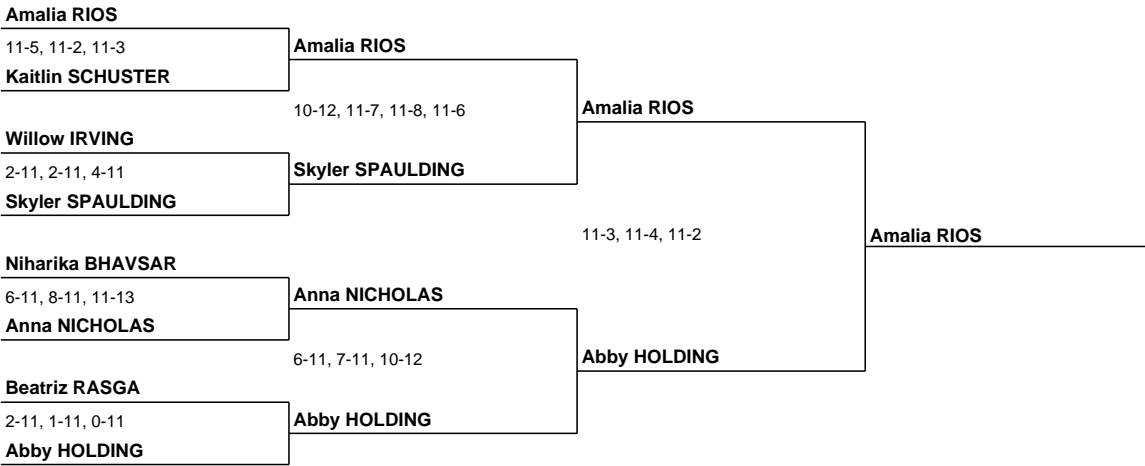 Amalia RIOS
11-5, 11-2, 11-3
Amalia RIOS
Kaitlin SCHUSTER
10-12, 11-7, 11-8, 11-6
Amalia RIOS
Willow IRVING
2-11, 2-11, 4-11
Skyler SPAULDING
Skyler SPAULDING
11-3, 11-4, 11-2
Amalia RIOS
Niharika BHAVSAR
6-11, 8-11, 11-13
Anna NICHOLAS
Anna NICHOLAS
6-11, 7-11, 10-12
Abby HOLDING
Beatriz RASGA
2-11, 1-11, 0-11
Abby HOLDING
Abby HOLDING